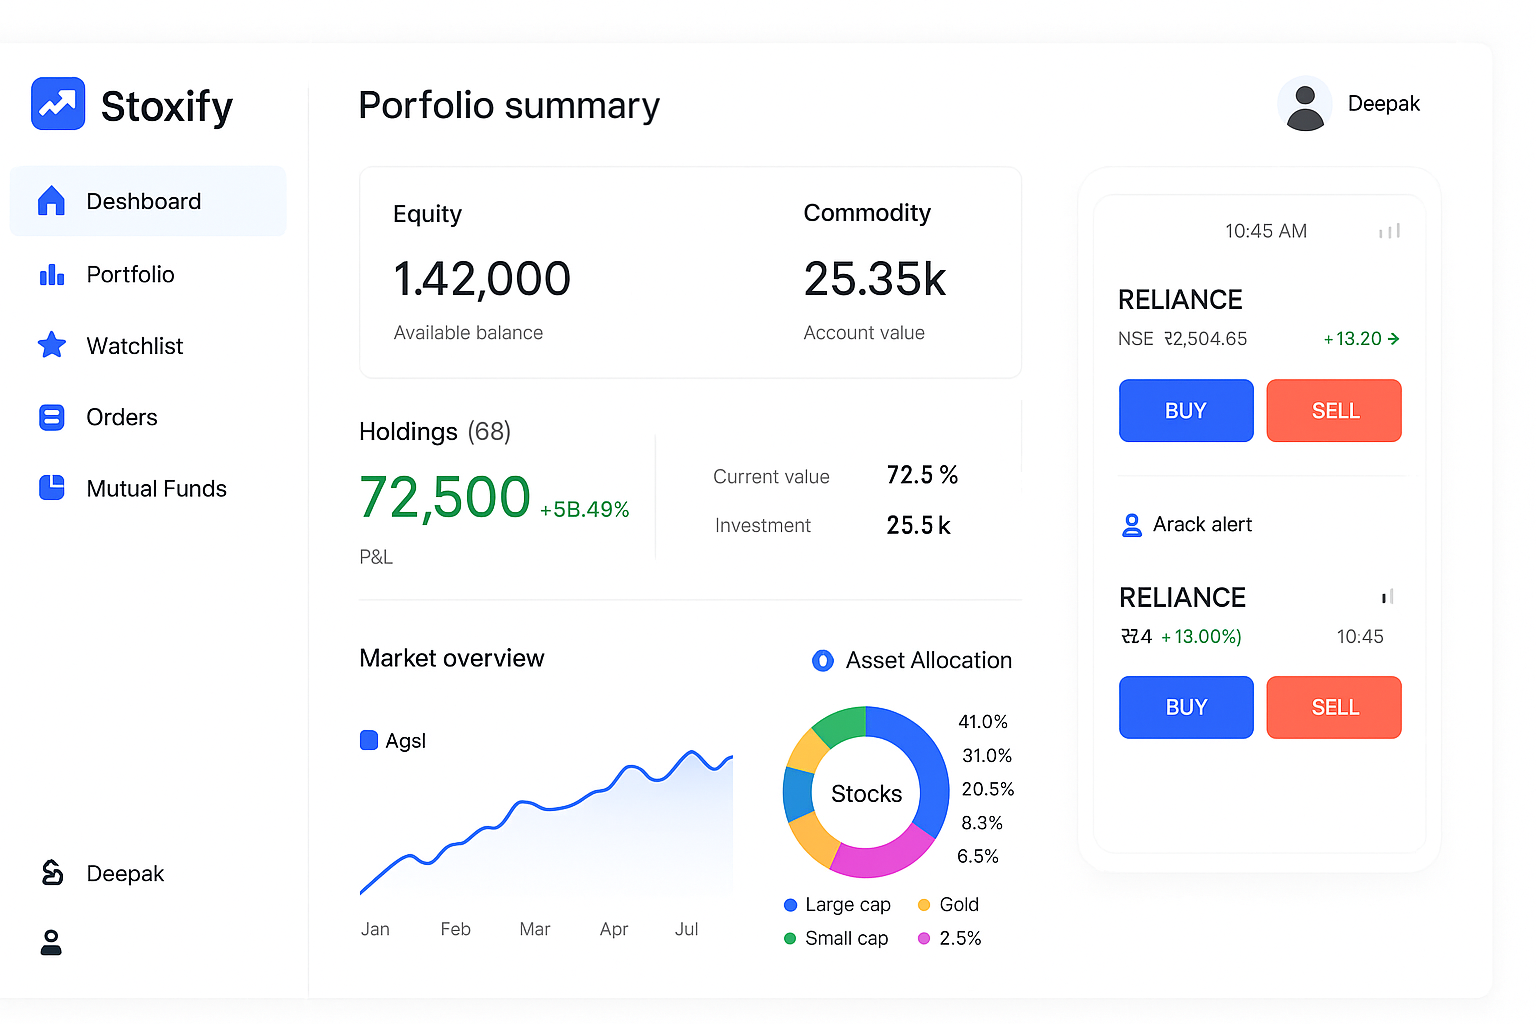 Stoxify
Deshboard
Portfolio
Watchlist
Orders
Mutual Funds
Deepak
Porfolio summary
Deepak
Equity
1.42,000
Available balance
Commodity
25.35k
Account value
Holdings (68)
72,500 +5B.49%
P&L
Current value 72.5 %
Investment 25.5 k
Market overview
Agsl
Jan Feb Mar Apr Jul
Asset Allocation
Stocks
41.0%
31.0%
20.5%
8.3%
6.5%
Large cap Gold
Small cap 2.5%
10:45 AM
RELIANCE
NSE ₹2,504.65 +13.20 →
BUY SELL
Arack alert
RELIANCE
+13.00%) 10:45
BUY SELL